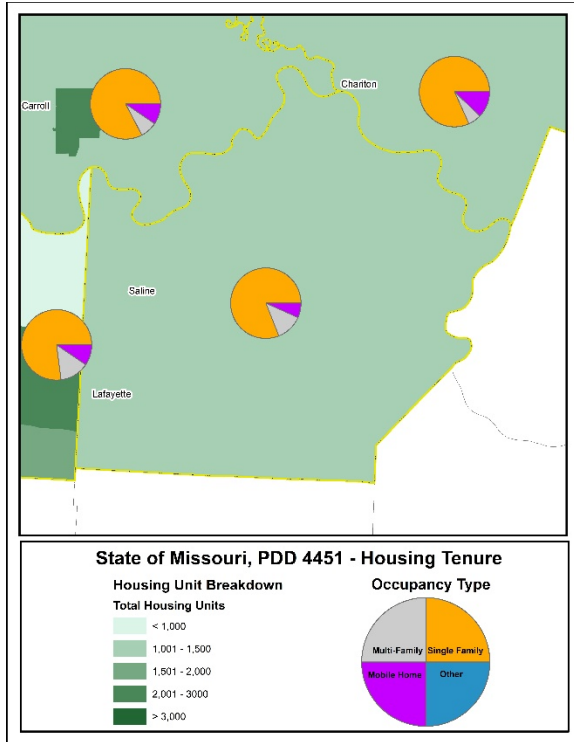 Chariton
Carroll
Saline
Lafayette
State of Missouri, PDD 4451 - Housing Tenure
Housing Unit Breakdown
Total Housing Units
< 1,000
1,001 - 1,500
1,501 - 2,000
2,001 - 3000
> 3,000
Occupancy Type
Multi-Family Single Family
Mobile Home Other